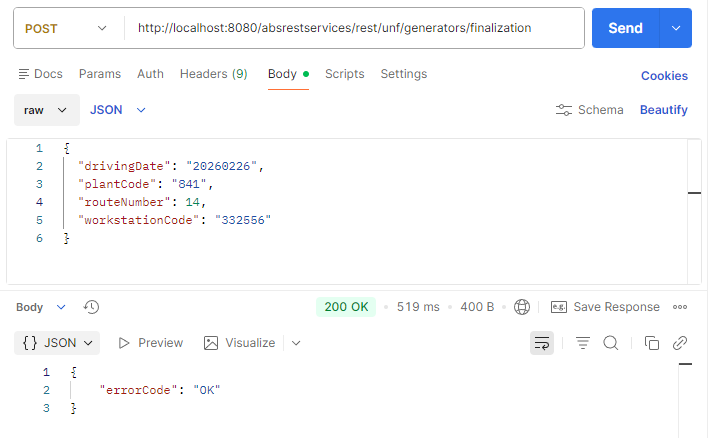 POST http://localhost:8080/absrestservices/rest/unf/generators/finalization Send
Docs Params Auth Headers (9) Body Scripts Settings Cookies
raw JSON Schema Beautify
1 {
2 "drivingDate": "20260226",
3 "plantCode": "841",
4 "routeNumber": 14,
5 "workstationCode": "332556"
6 }
Body 200 OK 519 ms 400 B e.g. Save Response
{} JSON Preview Visualize
1 {
2 "errorCode": "OK"
3 }